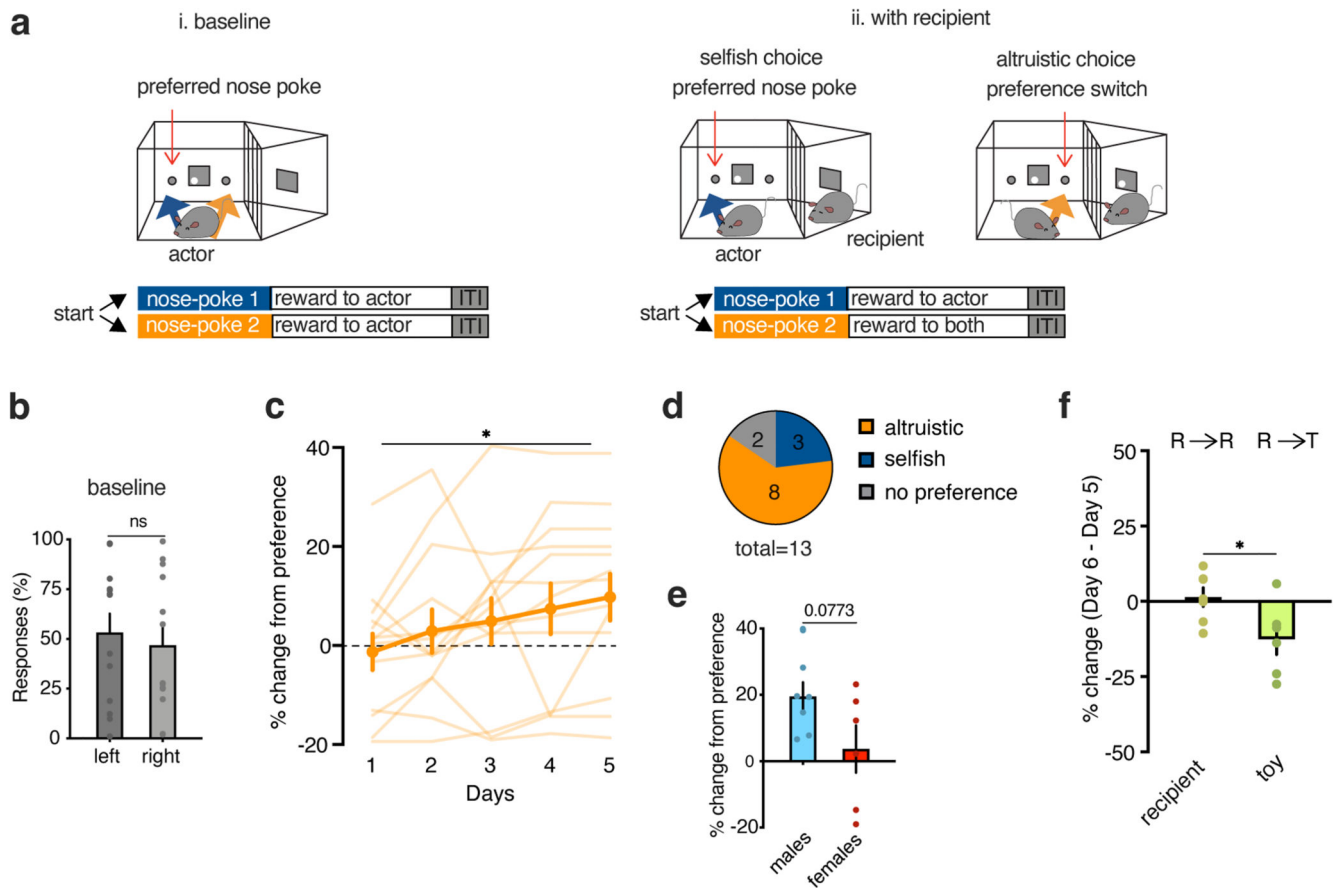 a
i. baseline
preferred nose poke
actor
start
nose-poke 1 reward to actor ITI
nose-poke 2 reward to actor ITI
ii. with recipient
selfish choice
preferred nose poke
altruistic choice
preference switch
actor
recipient
start
nose-poke 1 reward to actor ITI
nose-poke 2 reward to both ITI
b
baseline
ns
Responses (%)
100
75
50
25
0
left right
c
*
% change from preference
40
20
0
-20
1 2 3 4 5
Days
d
2 3
8
total=13
altruistic
selfish
no preference
e
0.0773
% change from preference
40
20
0
-20
males females
f
R→R R→T
*
% change (Day 6 - Day 5)
50
25
0
-25
-50
recipient toy